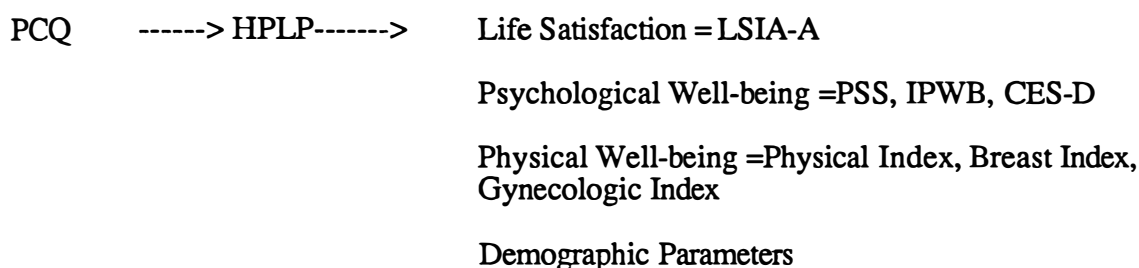 PCQ ------> HPLP-------> Life Satisfaction = LSIA-A
Psychological Well-being =PSS, IPWB, CES-D
Physical Well-being =Physical Index, Breast Index,
Gynecologic Index
Demographic Parameters